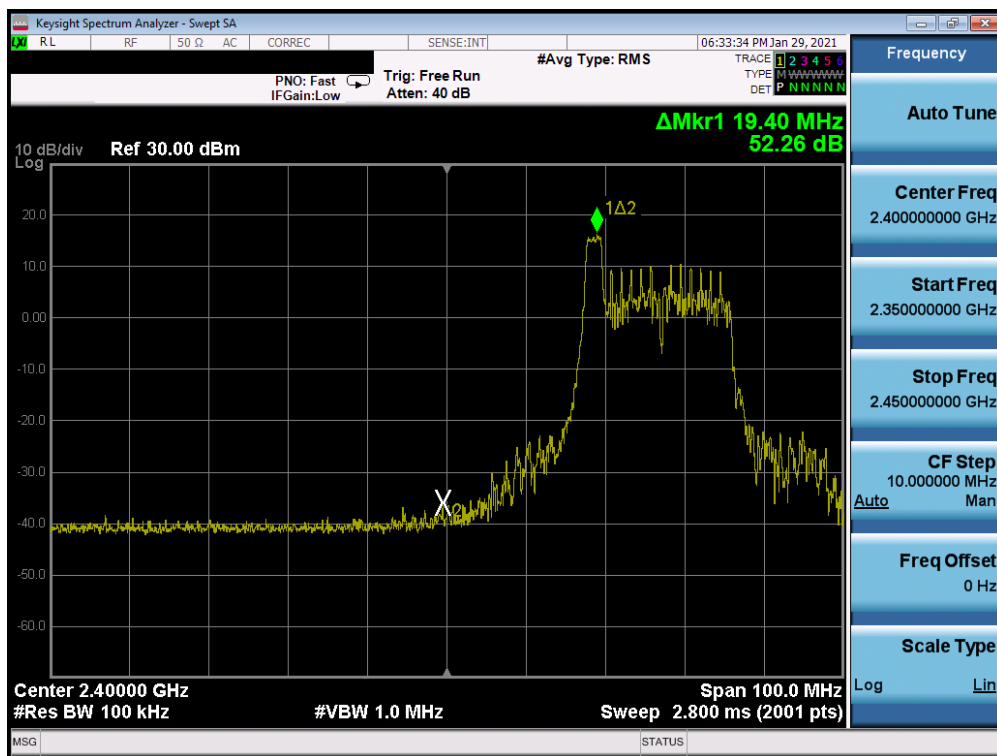 Keysight Spectrum Analyzer - Swept SA
LXI RL RF 50 Ω AC CORREC SENSE:INT 06:33:34 PM Jan 29, 2021
Frequency
#Avg Type: RMS
TRACE 1 2 3 4 5 6
PNO: Fast Trig: Free Run
TYPE M WWWWW
IFGain:Low Atten: 40 dB
DET P N N N N N
Auto Tune
ΔMkr1 19.40 MHz
52.26 dB
10 dB/div Ref 30.00 dBm
Log
Center Freq
2.400000000 GHz
1Δ2
20.0
10.0
0.00
-10.0
-20.0
-30.0
-40.0
-50.0
-60.0
X2
Start Freq
2.350000000 GHz
Stop Freq
2.450000000 GHz
CF Step
10.000000 MHz
Auto Man
Freq Offset
0 Hz
Scale Type
Log Lin
Center 2.40000 GHz Span 100.0 MHz
#Res BW 100 kHz #VBW 1.0 MHz Sweep 2.800 ms (2001 pts)
MSG STATUS